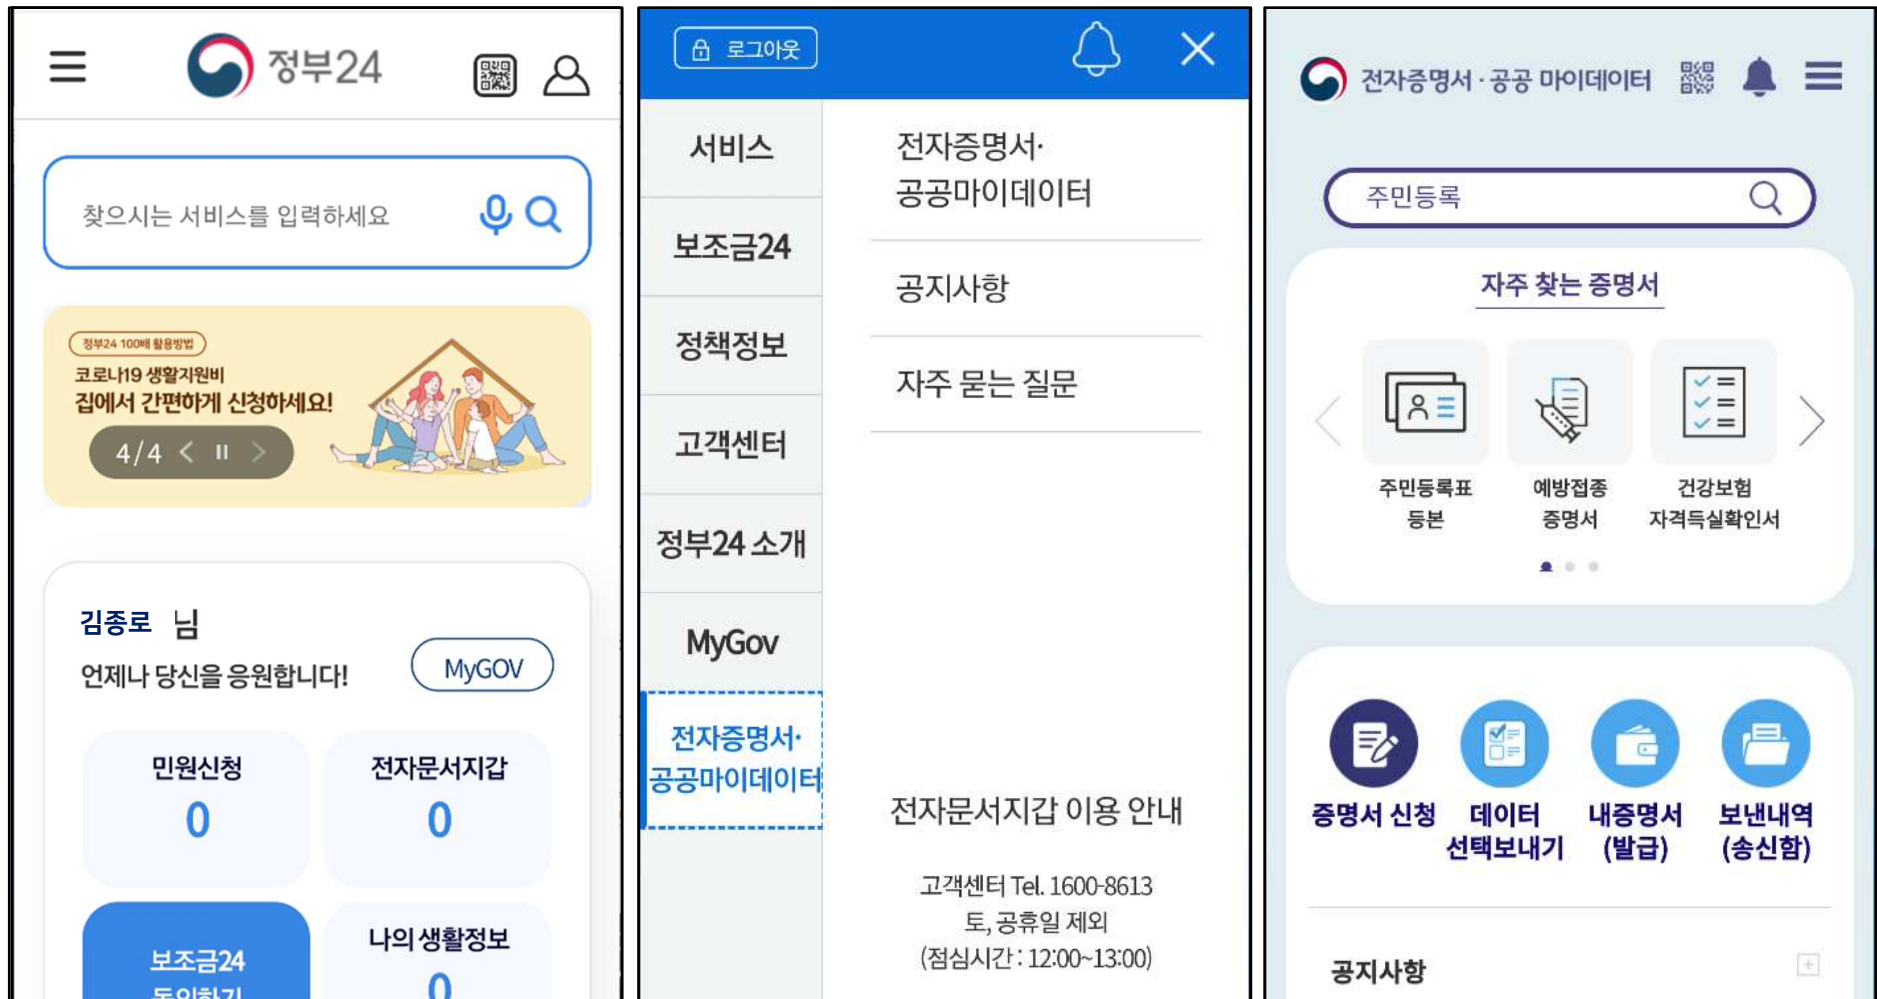 정부24
찾으시는 서비스를 입력하세요
정부24 100배 활용방법
코로나19 생활지원비
집에서 간편하게 신청하세요!
4/4
김종로 님
언제나 당신을 응원합니다!
MyGOV
민원신청
0
전자문서지갑
0
보조금24
동의하기
나의 생활정보
0
로그아웃
서비스
보조금24
정책정보
고객센터
정부24 소개
MyGov
전자증명서·
공공마이데이터
전자증명서·
공공마이데이터
공지사항
자주 묻는 질문
전자문서지갑 이용 안내
고객센터 Tel. 1600-8613
토, 공휴일 제외
(점심시간 : 12:00~13:00)
전자증명서 · 공공 마이데이터
주민등록
자주 찾는 증명서
주민등록표
등본
예방접종
증명서
건강보험
자격득실확인서
증명서 신청
데이터
선택보내기
내증명서
(발급)
보낸내역
(송신함)
공지사항